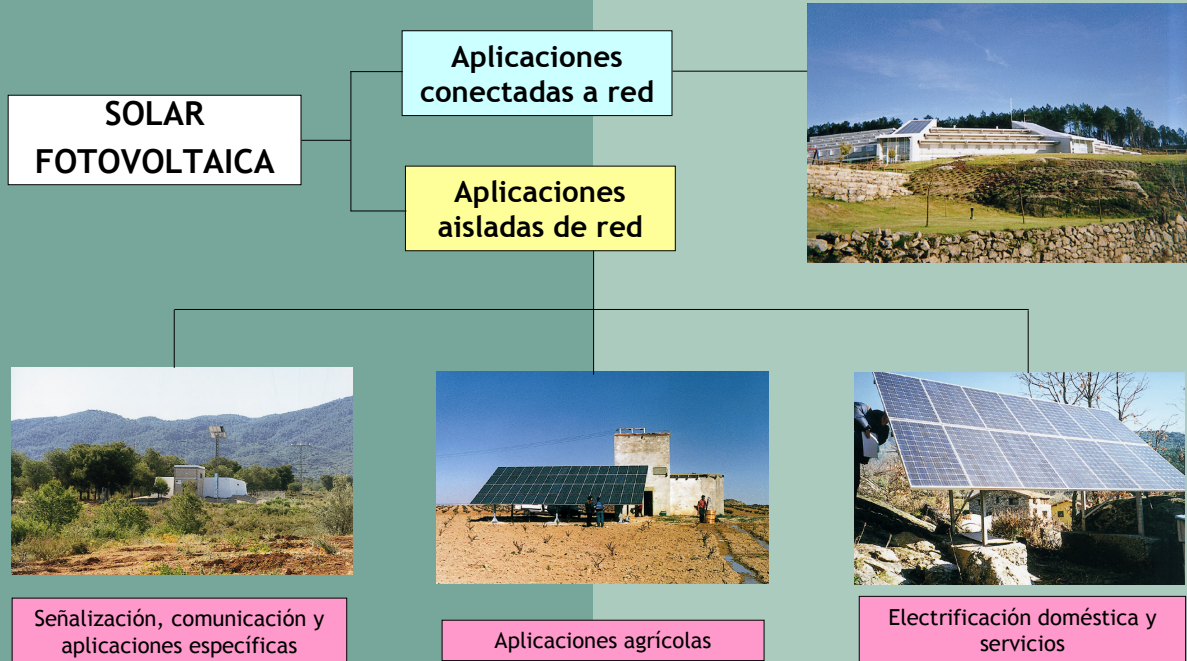 Aplicaciones
conectadas a red
SOLAR
FOTOVOLTAICA
Aplicaciones
aisladas de red
Señalización, comunicación y
aplicaciones específicas
Aplicaciones agrícolas
Electrificación doméstica y
servicios